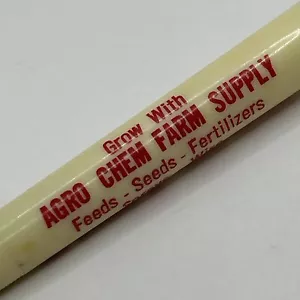 Grow With
AGRO CHEM FARM SUPPLY
Feeds - Seeds - Fertilizers